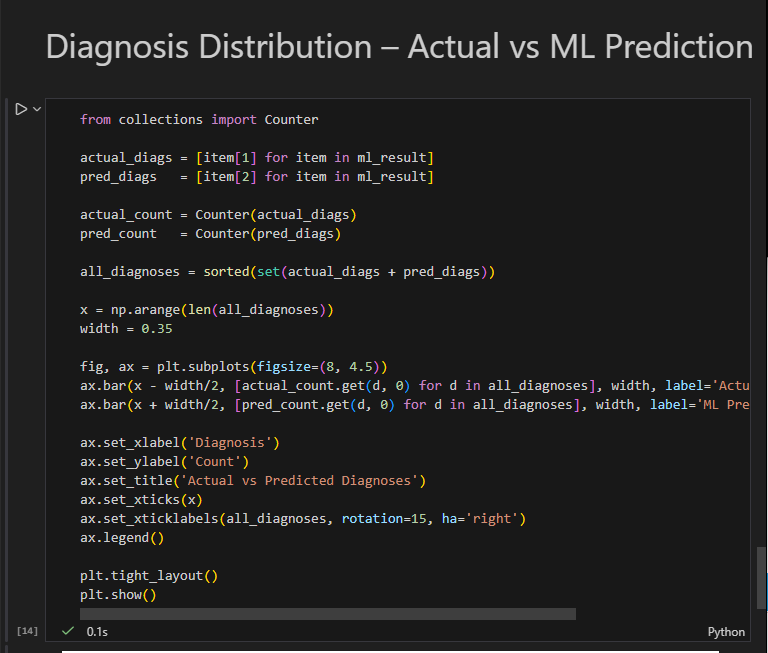 Diagnosis Distribution – Actual vs ML Prediction
from collections import Counter
actual_diags = [item[1] for item in ml_result]
pred_diags   = [item[2] for item in ml_result]
actual_count = Counter(actual_diags)
pred_count   = Counter(pred_diags)
all_diagnoses = sorted(set(actual_diags + pred_diags))
x = np.arange(len(all_diagnoses))
width = 0.35
fig, ax = plt.subplots(figsize=(8, 4.5))
ax.bar(x - width/2, [actual_count.get(d, 0) for d in all_diagnoses], width, label='Actu
ax.bar(x + width/2, [pred_count.get(d, 0) for d in all_diagnoses], width, label='ML Pre
ax.set_xlabel('Diagnosis')
ax.set_ylabel('Count')
ax.set_title('Actual vs Predicted Diagnoses')
ax.set_xticks(x)
ax.set_xticklabels(all_diagnoses, rotation=15, ha='right')
ax.legend()
plt.tight_layout()
plt.show()
[14] 0.1s Python